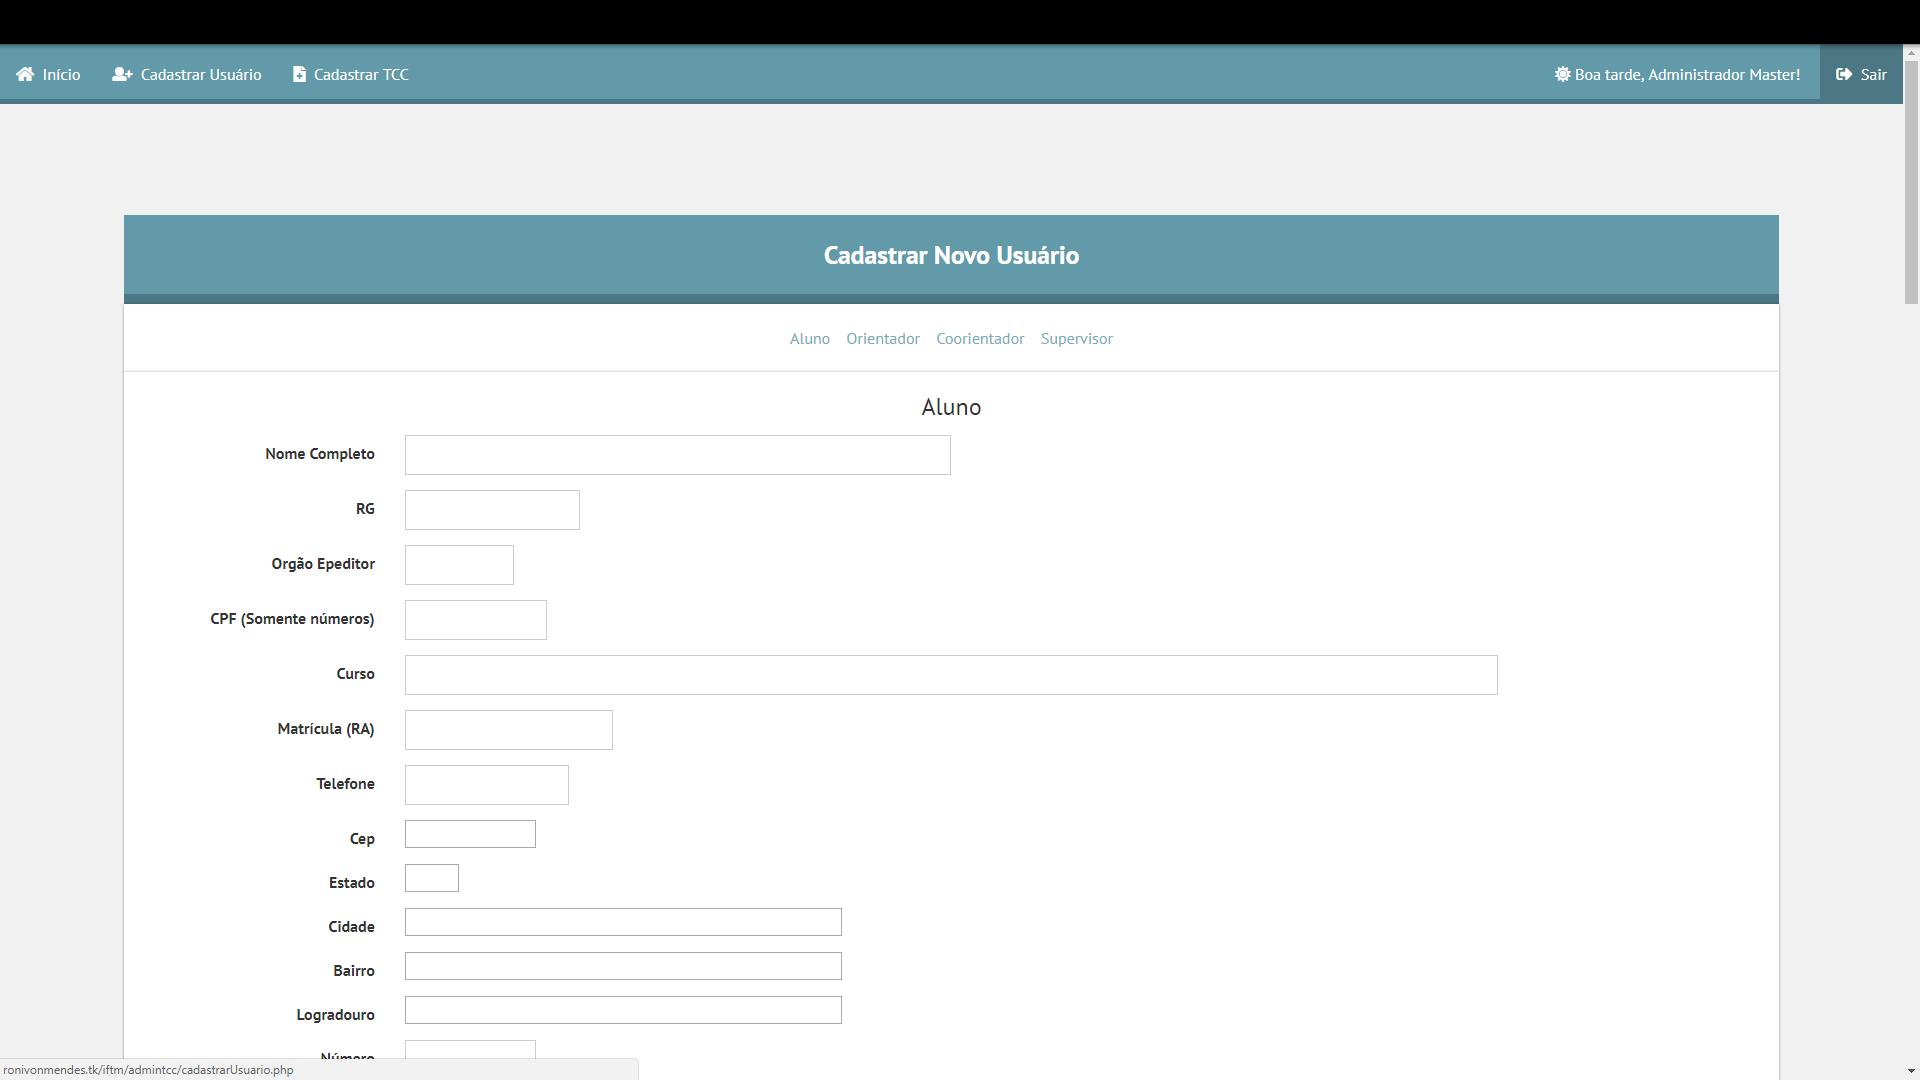 Início Cadastrar Usuário Cadastrar TCC Boa tarde, Administrador Master! Sair
Cadastrar Novo Usuário
Aluno Orientador Coorientador Supervisor
Aluno
Nome Completo
RG
Orgão Epeditor
CPF (Somente números)
Curso
Matrícula (RA)
Telefone
Cep
Estado
Cidade
Bairro
Logradouro
Número
ronivonmendes.tk/iftm/admintcc/cadastrarUsuario.php